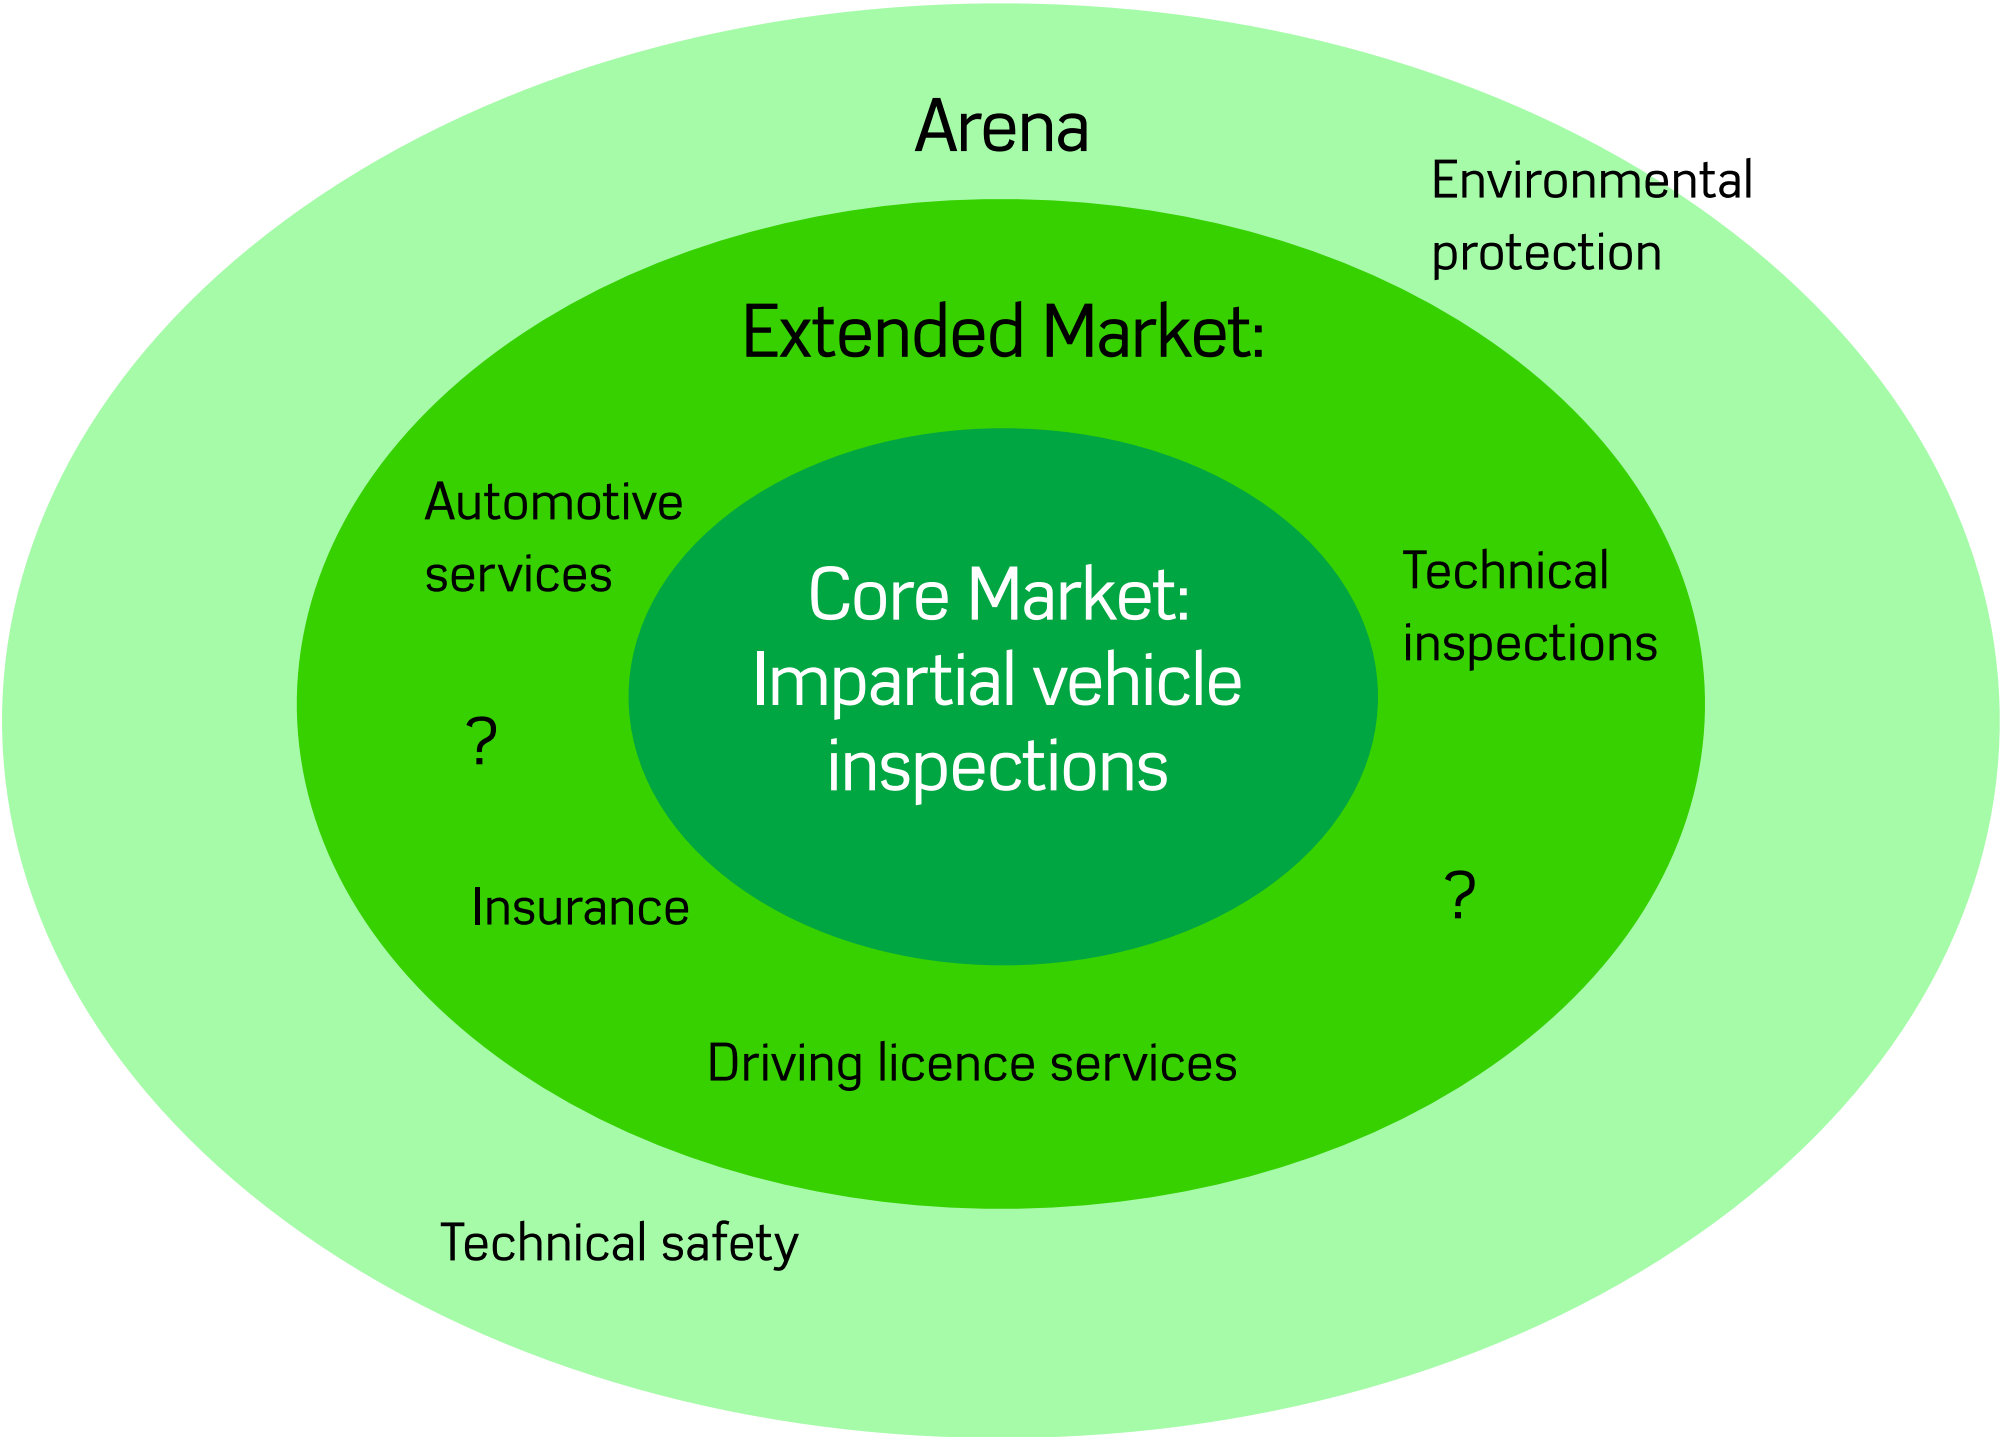 Arena
Environmental
protection
Extended Market:
Automotive
services
Core Market:
Impartial vehicle
inspections
Technical
inspections
?
?
Insurance
Driving licence services
Technical safety